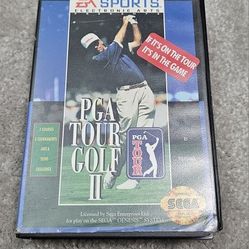 EA SPORTS
ELECTRONIC ARTS
IF IT'S ON THE TOUR
IT'S IN THE GAME
PGA
TOUR
GOLF
II
PGA
TOUR
CHALLENGE
Licensed by Sega Enterprises Ltd.
for play on the SEGA GENESIS SYSTEM
SEGA